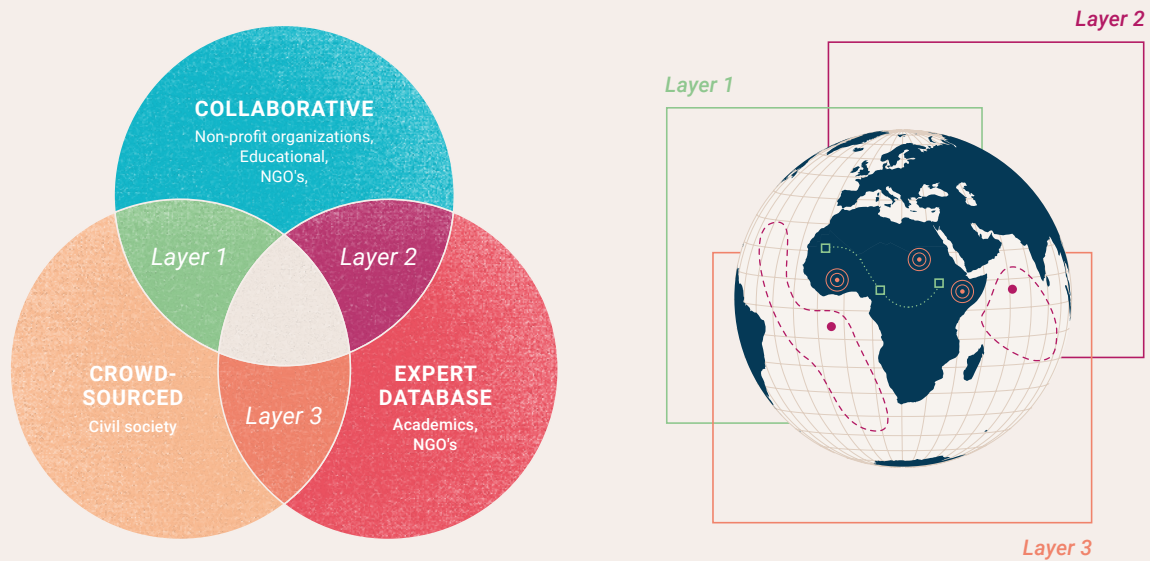 COLLABORATIVE
Non-profit organizations,
Educational,
NGO's,
Layer 1
Layer 2
CROWD-
SOURCED
Civil society
EXPERT
DATABASE
Academics,
NGO's
Layer 3
Layer 2
Layer 1
Layer 3